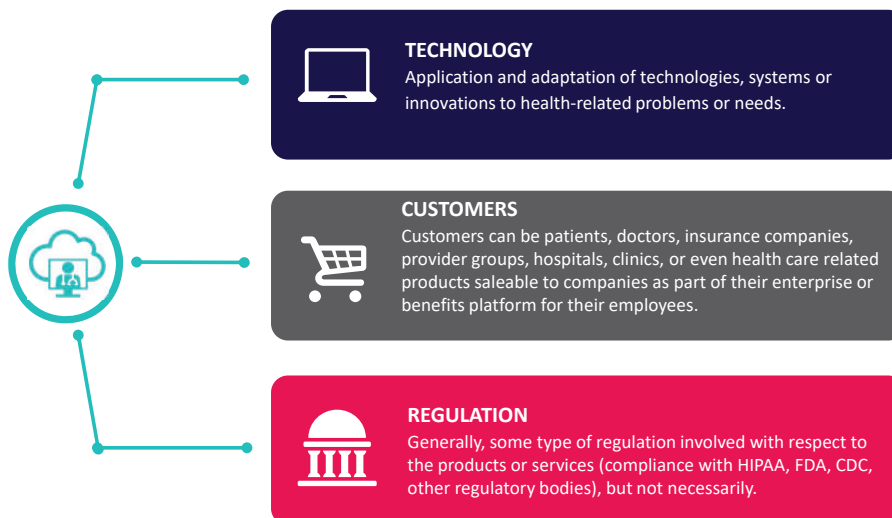 TECHNOLOGY
Application and adaptation of technologies, systems or
innovations to health-related problems or needs.
CUSTOMERS
Customers can be patients, doctors, insurance companies,
provider groups, hospitals, clinics, or even health care related
products saleable to companies as part of their enterprise or
benefits platform for their employees.
REGULATION
Generally, some type of regulation involved with respect to
the products or services (compliance with HIPAA, FDA, CDC,
other regulatory bodies), but not necessarily.